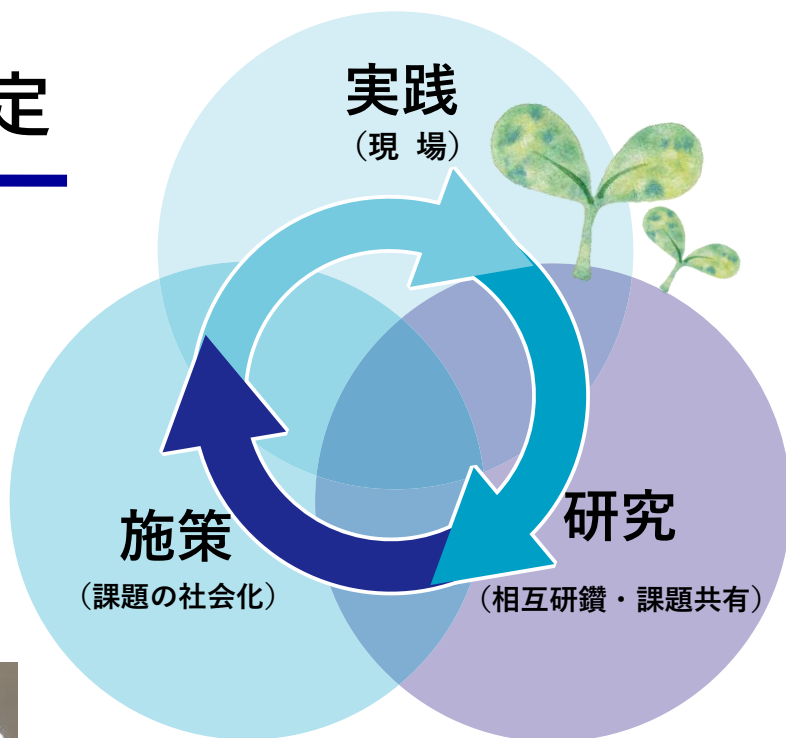 定
実践
（現 場）
施策
（課題の社会化）
研究
（相互研鑽・課題共有）